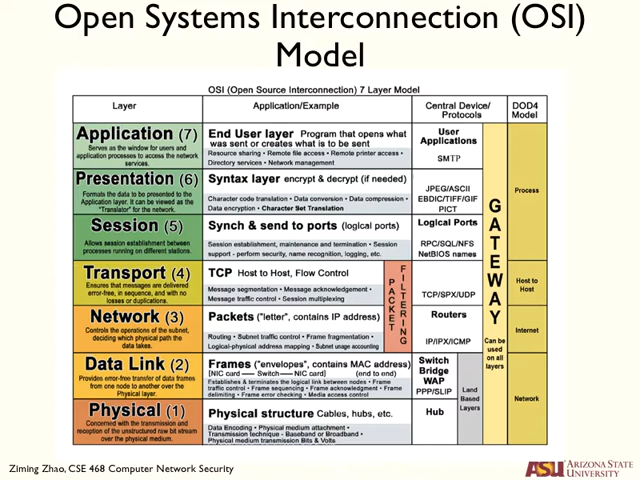 Open Systems Interconnection (OSI)
Model
OSI (Open Source Interconnection) 7 Layer Model
Layer
Application/Example
Central Device/
Protocols
DOD4
Model
Application (7)
Serves as the window for users and
application processes to access the network
services.
End User layer Program that opens what
was sent or creates what is to be sent
Resource sharing • Remote file access • Remote printer access •
Directory services • Network management
User
Applications
SMTP
Presentation (6)
Formats the data to be presented to the
Application layer. It can be viewed as the
"Translator" for the network.
Syntax layer encrypt & decrypt (if needed)
Character code translation • Data conversion • Data compression •
Data encryption • Character Set Translation
JPEG/ASCII
EBDIC/TIFF/GIF
PICT
Process
Session (5)
Allows session establishment between
processes running on different stations.
Synch & send to ports (logical ports)
Session establishment, maintenance and termination • Session
support - perform security, name recognition, logging, etc.
Logical Ports
RPC/SQL/NFS
NetBIOS names
Transport (4)
Ensures that messages are delivered
error-free, in sequence, and with no
losses or duplications.
TCP Host to Host, Flow Control
Message segmentation • Message acknowledgement •
Message traffic control • Session multiplexing
PACKET
FILTERING
TCP/SPX/UDP
Host to
Host
Network (3)
Controls the operations of the subnet,
deciding which physical path the
data takes.
Packets ("letter", contains IP address)
Routing • Subnet traffic control • Frame fragmentation •
Logical-physical address mapping • Subnet usage accounting
Routers
IP/IPX/ICMP
Internet
GATEWAY
Can be
used
on all
layers
Data Link (2)
Provides error-free transfer of data frames
from one node to another over the
Physical layer.
Frames ("envelopes", contains MAC address)
[NIC card — Switch — NIC card] (end to end)
Establishes & terminates the logical link between nodes • Frame
traffic control • Frame sequencing • Frame acknowledgment • Frame
delimiting • Frame error checking • Media access control
Switch
Bridge
WAP
PPP/SLIP
Land
Based
Layers
Network
Physical (1)
Concerned with the transmission
and reception of the unstructured raw bit stream
over the physical medium.
Physical structure Cables, hubs, etc.
Data Encoding • Physical medium attachment •
Transmission technique - Baseband or Broadband •
Physical medium transmission Bits & Volts
Hub
Ziming Zhao, CSE 468 Computer Network Security
ASU ARIZONA STATE
UNIVERSITY